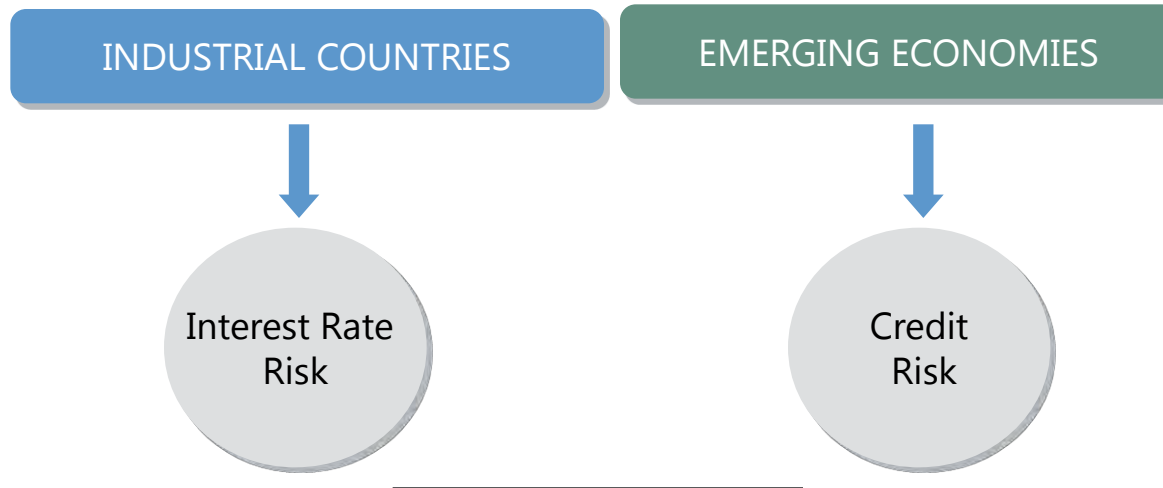 INDUSTRIAL COUNTRIES
EMERGING ECONOMIES
Interest Rate
Risk
Credit
Risk